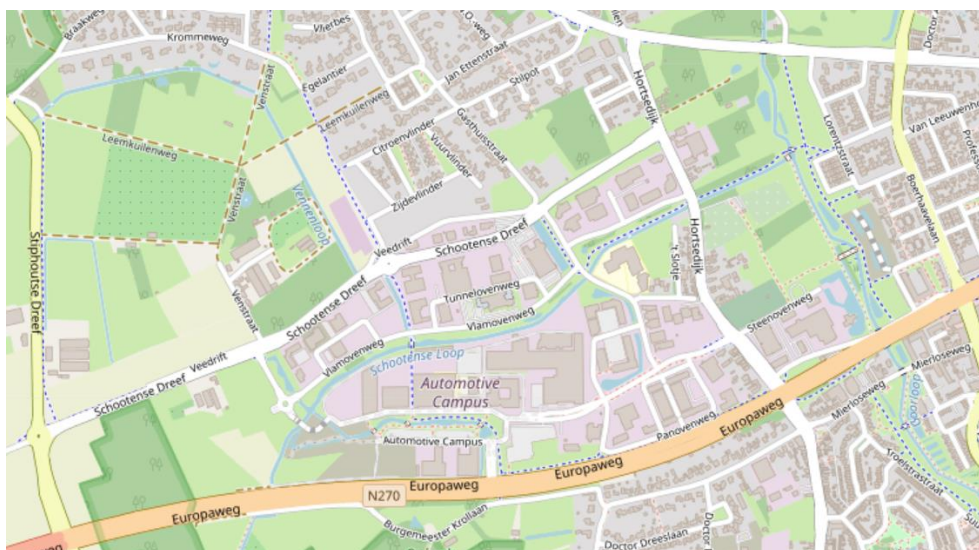 Braakweg
Krommeweg
Vlierbes
Jan Ettenstraat
Stilpot
Egelantier
Venstraat
Leemkuilenweg
Hortsedijk
Gasthuisstraat
Citroenvlinder
Vuurvlinder
Leemkuilenweg
Zijdevlinder
Venstraat
Lorentzstraat
Van Leeuwenh
Boerhaavelaan
Doctor A
Stiphoutse Dreef
Veedrift
Schootense Dreef
Hortsedijk
't Slotje
Venstraat
Schootense Dreef
Tunnelovenweg
Vlamovenweg
Steenovenweg
Vlamovenweg
Schootense Loop
Veedrift
Schootense Dreef
Automotive
Campus
Mierloseweg
Mierloseweg
Panovenweg
Europaweg
Automotive Campus
Europaweg
Europaweg
N270
Europaweg
Burgemeester Krollaan
Doctor Dreeslaan
Troelstrastraat